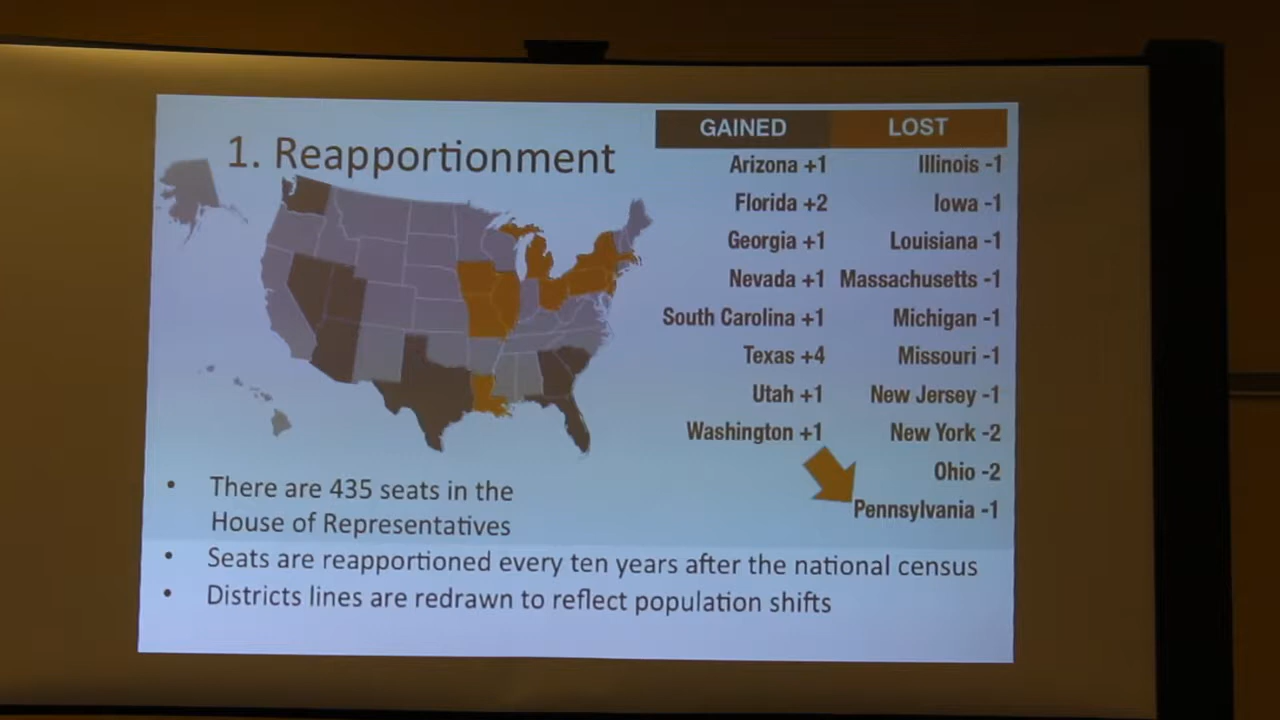 1. Reapportionment
GAINED LOST
Arizona +1 Illinois -1
Florida +2 Iowa -1
Georgia +1 Louisiana -1
Nevada +1 Massachusetts -1
South Carolina +1 Michigan -1
Texas +4 Missouri -1
Utah +1 New Jersey -1
Washington +1 New York -2
Ohio -2
Pennsylvania -1
• There are 435 seats in the
House of Representatives
• Seats are reapportioned every ten years after the national census
• Districts lines are redrawn to reflect population shifts